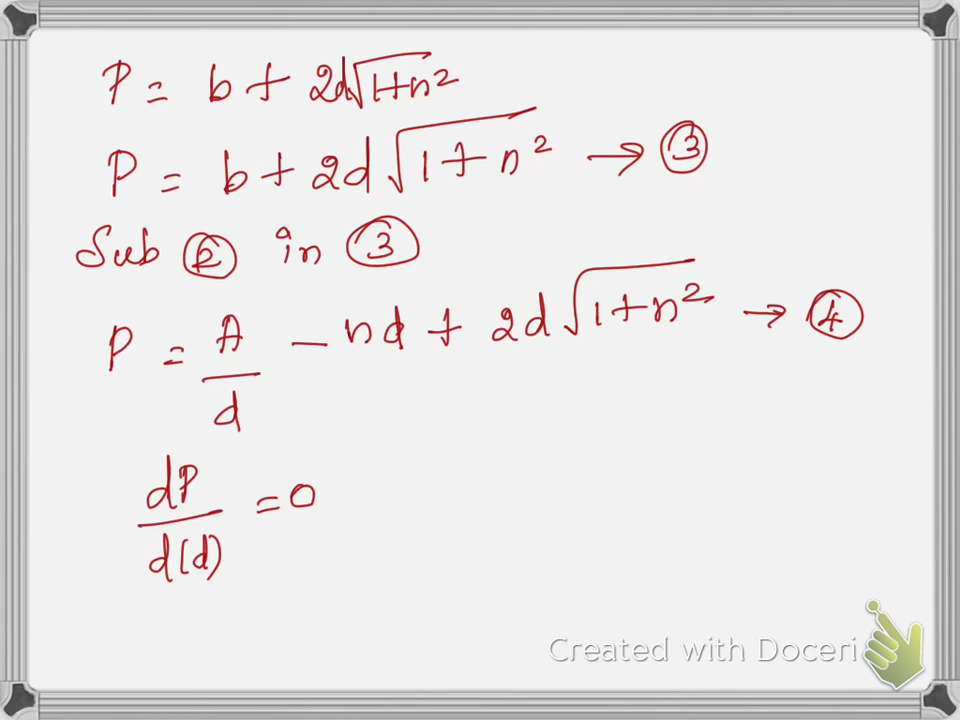 P = b + 2d√1+n²
P = b + 2d√1+n² → ③
Sub ② in ③
P = A/d - nd + 2d√1+n² → ④
dP/d(d) = 0
Created with Doceri